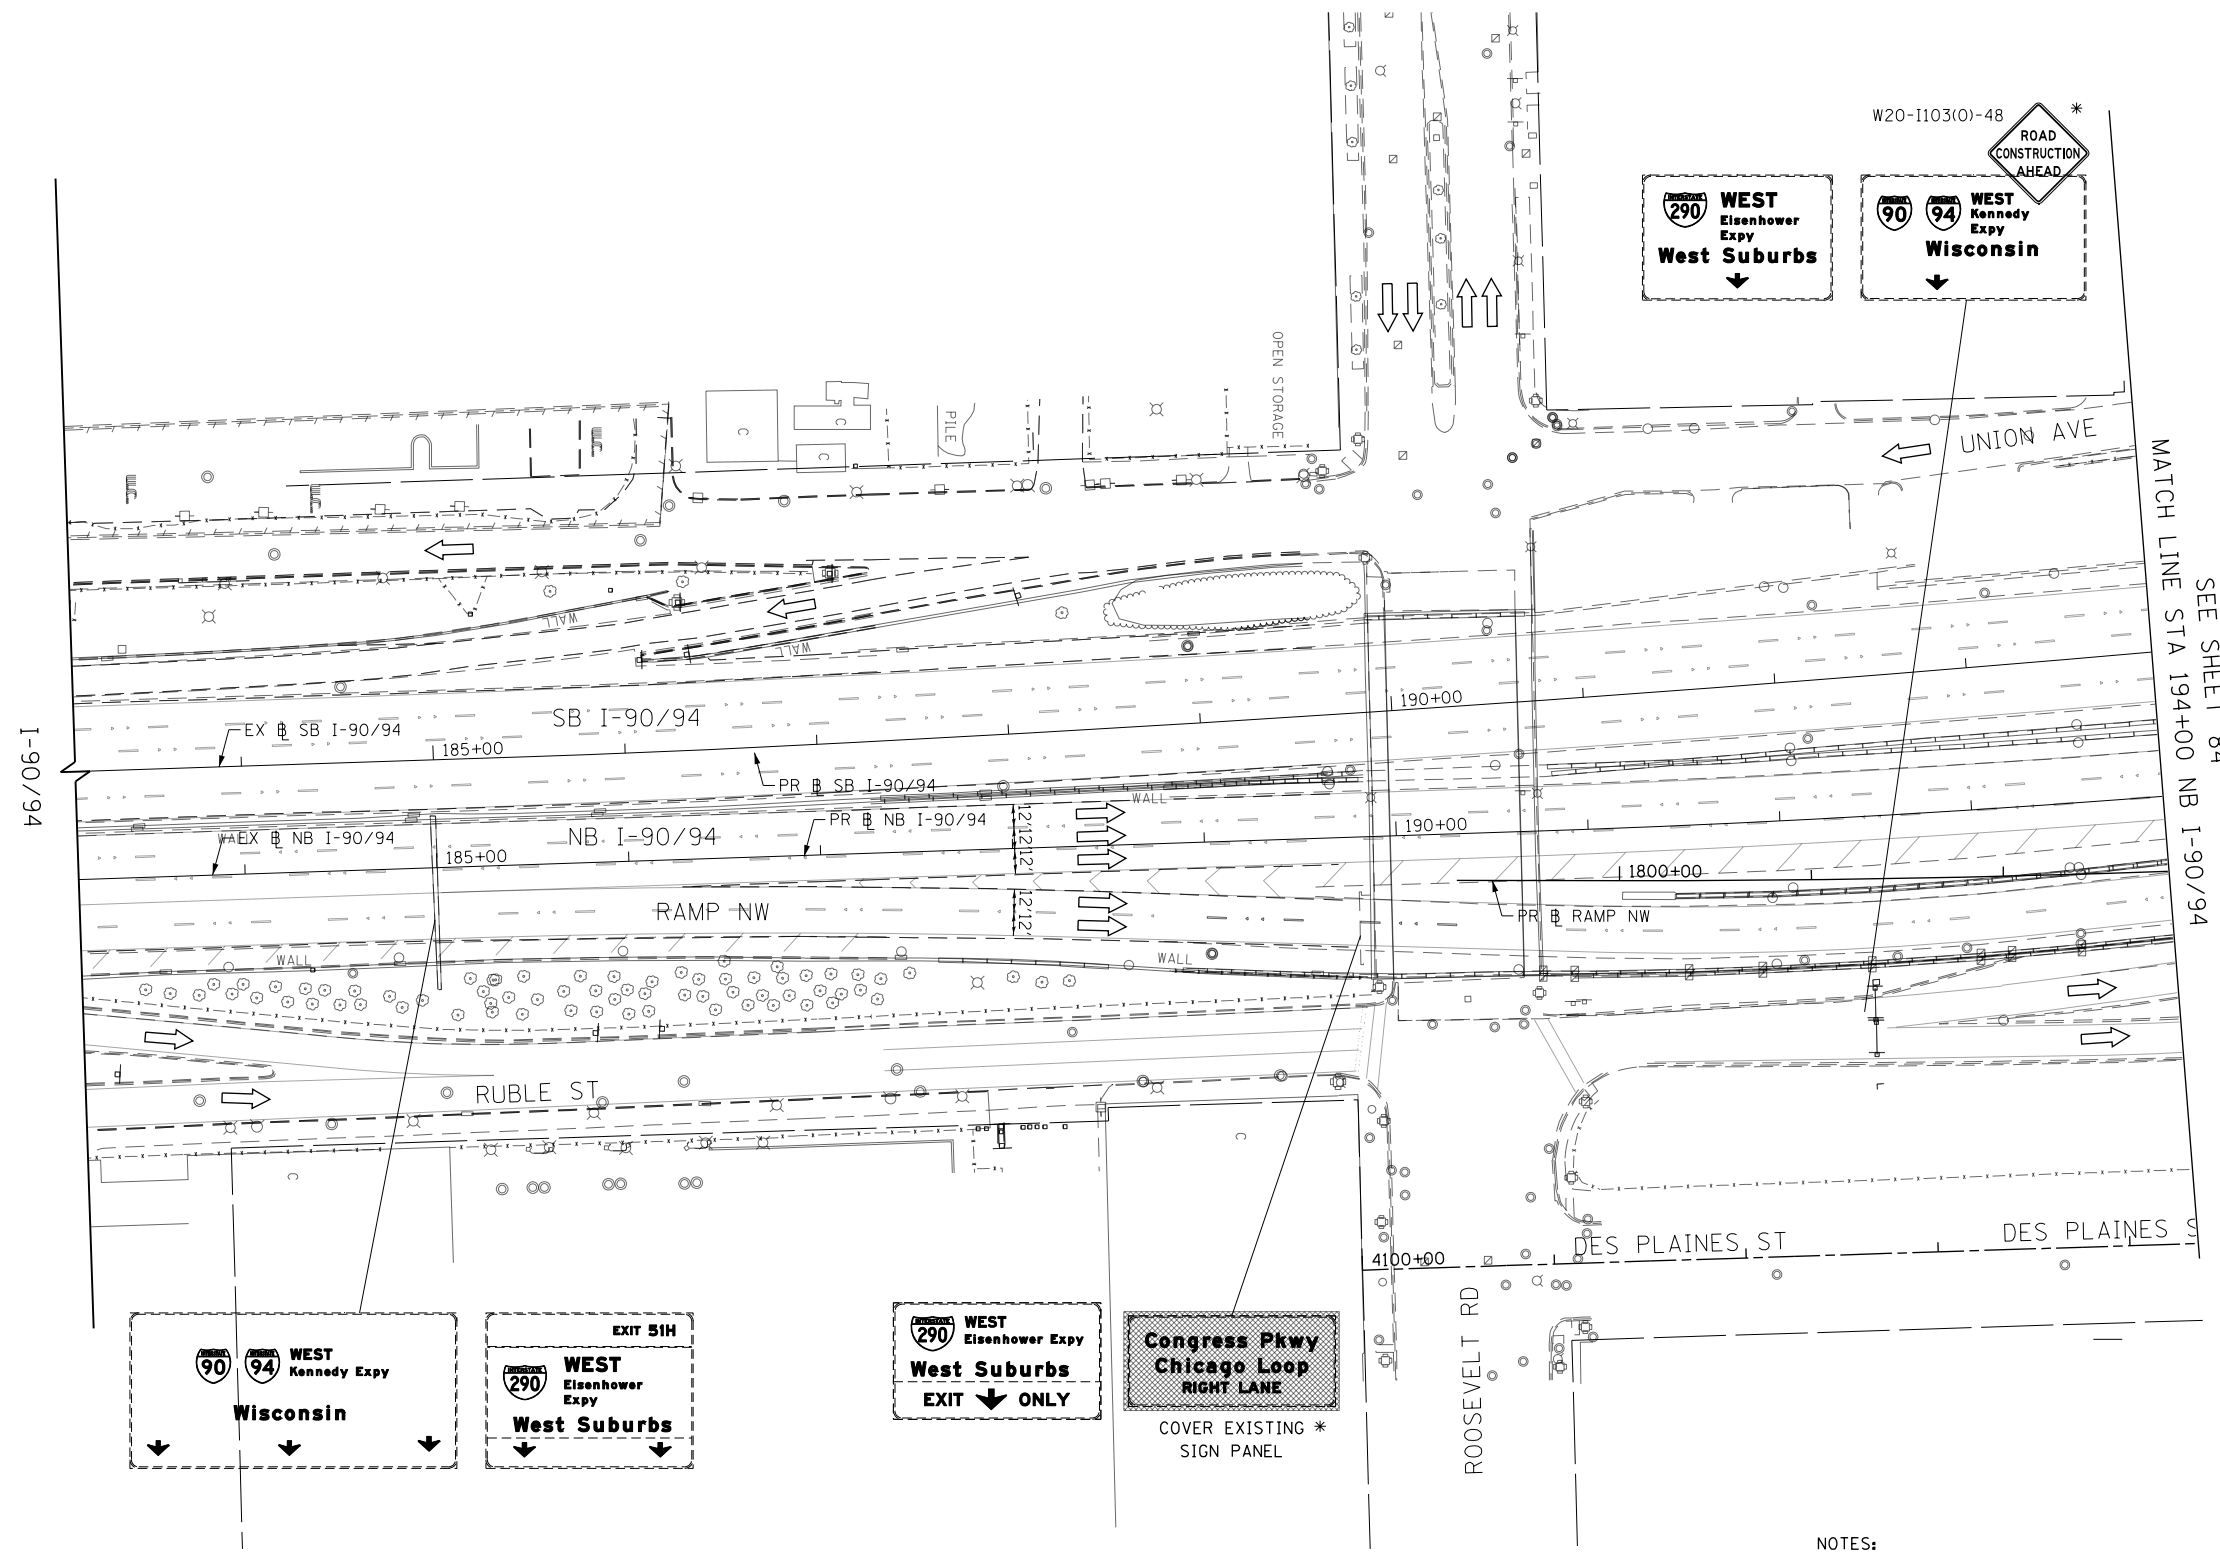 W20-I103(O)-48
*
ROAD
CONSTRUCTION
AHEAD
INTERSTATE
290
WEST
Eisenhower
Expy
West Suburbs
90
94
WEST
Kennedy
Expy
Wisconsin
OPEN STORAGE
PILE
C
C
C
UNION AVE
MATCH LINE STA 194+00 NB I-90/94
SEE SHEET 84
WALL
WALL
I-90/94
EX B SB I-90/94
SB I-90/94
185+00
190+00
PR B SB I-90/94
WALL
WALL
EX B NB I-90/94
NB I-90/94
PR B NB I-90/94
185+00
190+00
12'
12'
12'
1800+00
RAMP NW
12'
12'
PR B RAMP NW
WALL
WALL
RUBLE ST
C
C
DES PLAINES ST
DES PLAINES S
4100+00
ROOSEVELT RD
90
94
WEST
Kennedy Expy
Wisconsin
EXIT 51H
INTERSTATE
290
WEST
Eisenhower
Expy
West Suburbs
INTERSTATE
290
WEST
Eisenhower Expy
West Suburbs
EXIT ONLY
Congress Pkwy
Chicago Loop
RIGHT LANE
COVER EXISTING *
SIGN PANEL
NOTES: